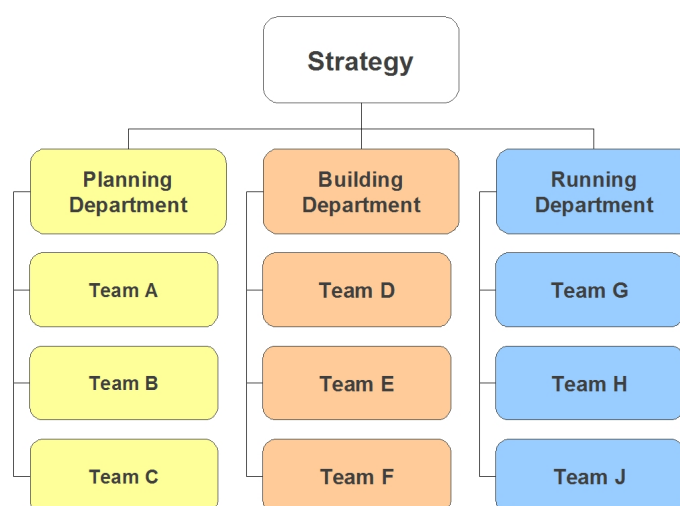 Strategy
Planning
Department
Building
Department
Running
Department
Team A
Team D
Team G
Team B
Team E
Team H
Team C
Team F
Team J